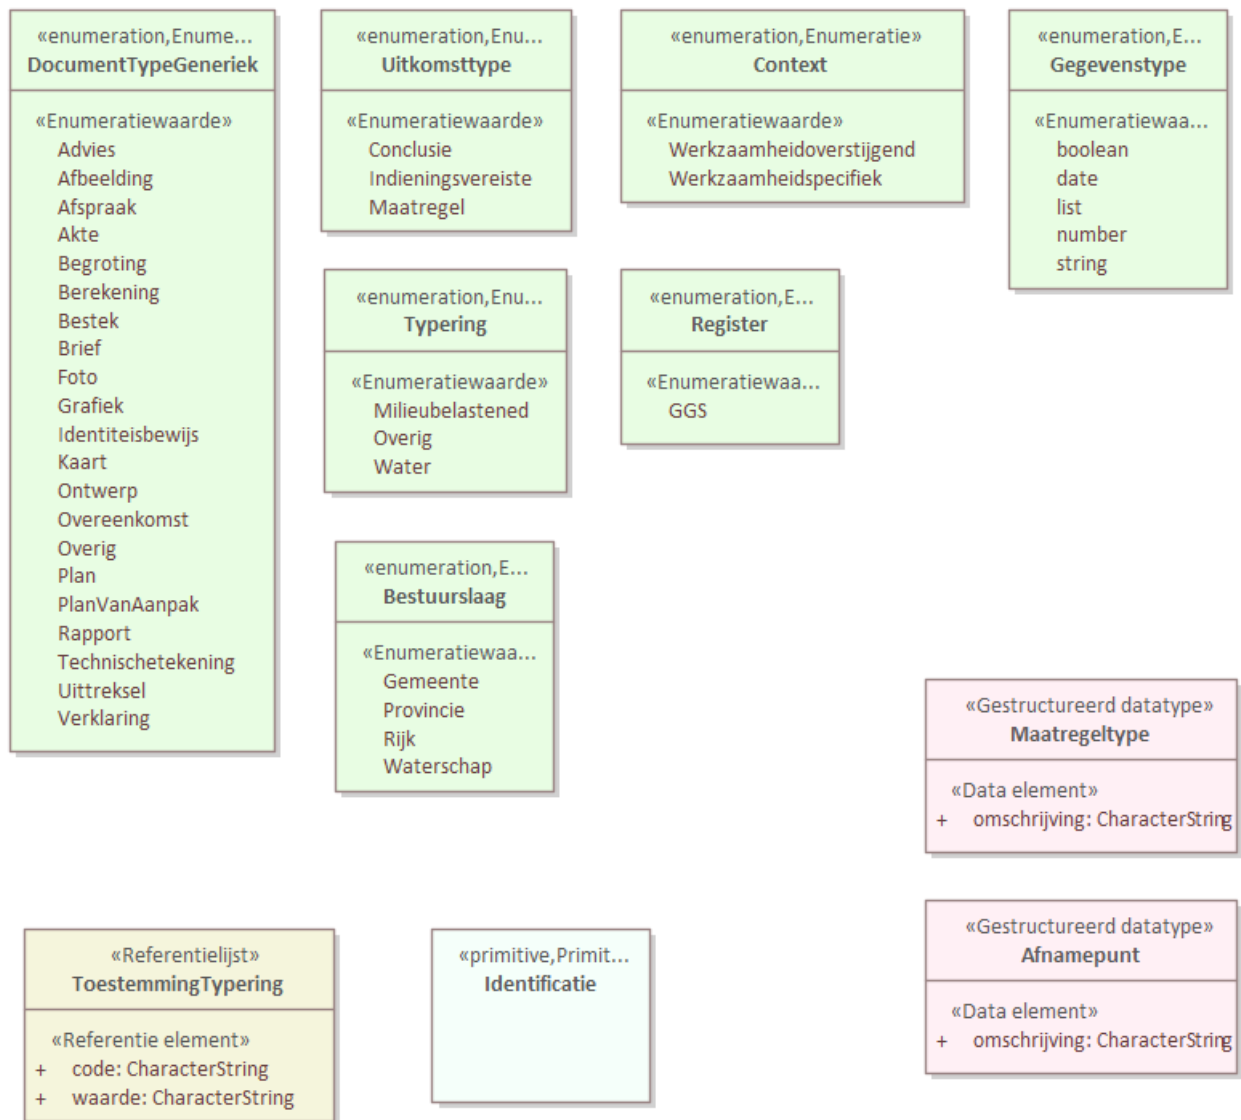 «enumeration,Enume...
DocumentTypeGeneriek
«Enumeratiewaarde»
Advies
Afbeelding
Afspraak
Akte
Begroting
Berekening
Bestek
Brief
Foto
Grafiek
Identiteisbewijs
Kaart
Ontwerp
Overeenkomst
Overig
Plan
PlanVanAanpak
Rapport
Technischetekening
Uittreksel
Verklaring
«enumeration,Enu...
Uitkomsttype
«Enumeratiewaarde»
Conclusie
Indieningsvereiste
Maatregel
«enumeration,Enumeratie»
Context
«Enumeratiewaarde»
Werkzaamheidoverstijgend
Werkzaamheidspecifiek
«enumeration,E...
Gegevenstype
«Enumeratiewaa...
boolean
date
list
number
string
«enumeration,Enu...
Typering
«Enumeratiewaarde»
Milieubelastened
Overig
Water
«enumeration,E...
Register
«Enumeratiewaa...
GGS
«enumeration,E...
Bestuurslaag
«Enumeratiewaa...
Gemeente
Provincie
Rijk
Waterschap
«Gestructureerd datatype»
Maatregeltype
«Data element»
+ omschrijving: CharacterString
«Referentielijst»
ToestemmingTypering
«Referentie element»
+ code: CharacterString
+ waarde: CharacterString
«primitive,Primit...
Identificatie
«Gestructureerd datatype»
Afnamepunt
«Data element»
+ omschrijving: CharacterString